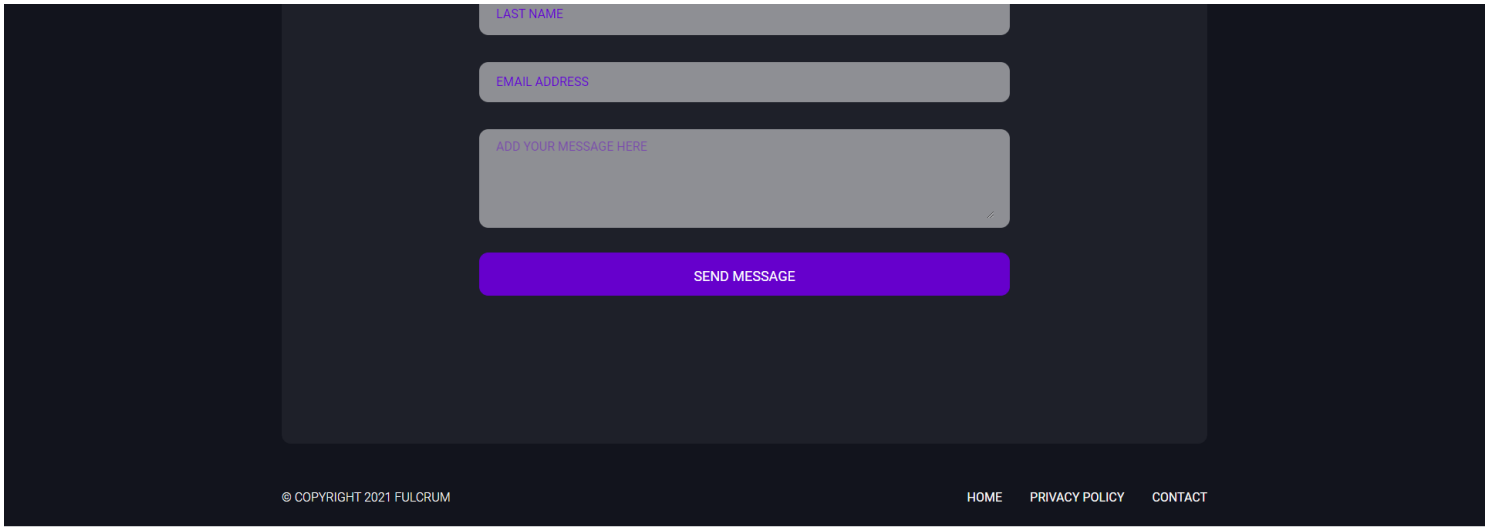 LAST NAME
EMAIL ADDRESS
ADD YOUR MESSAGE HERE
SEND MESSAGE
© COPYRIGHT 2021 FULCRUM
HOME PRIVACY POLICY CONTACT